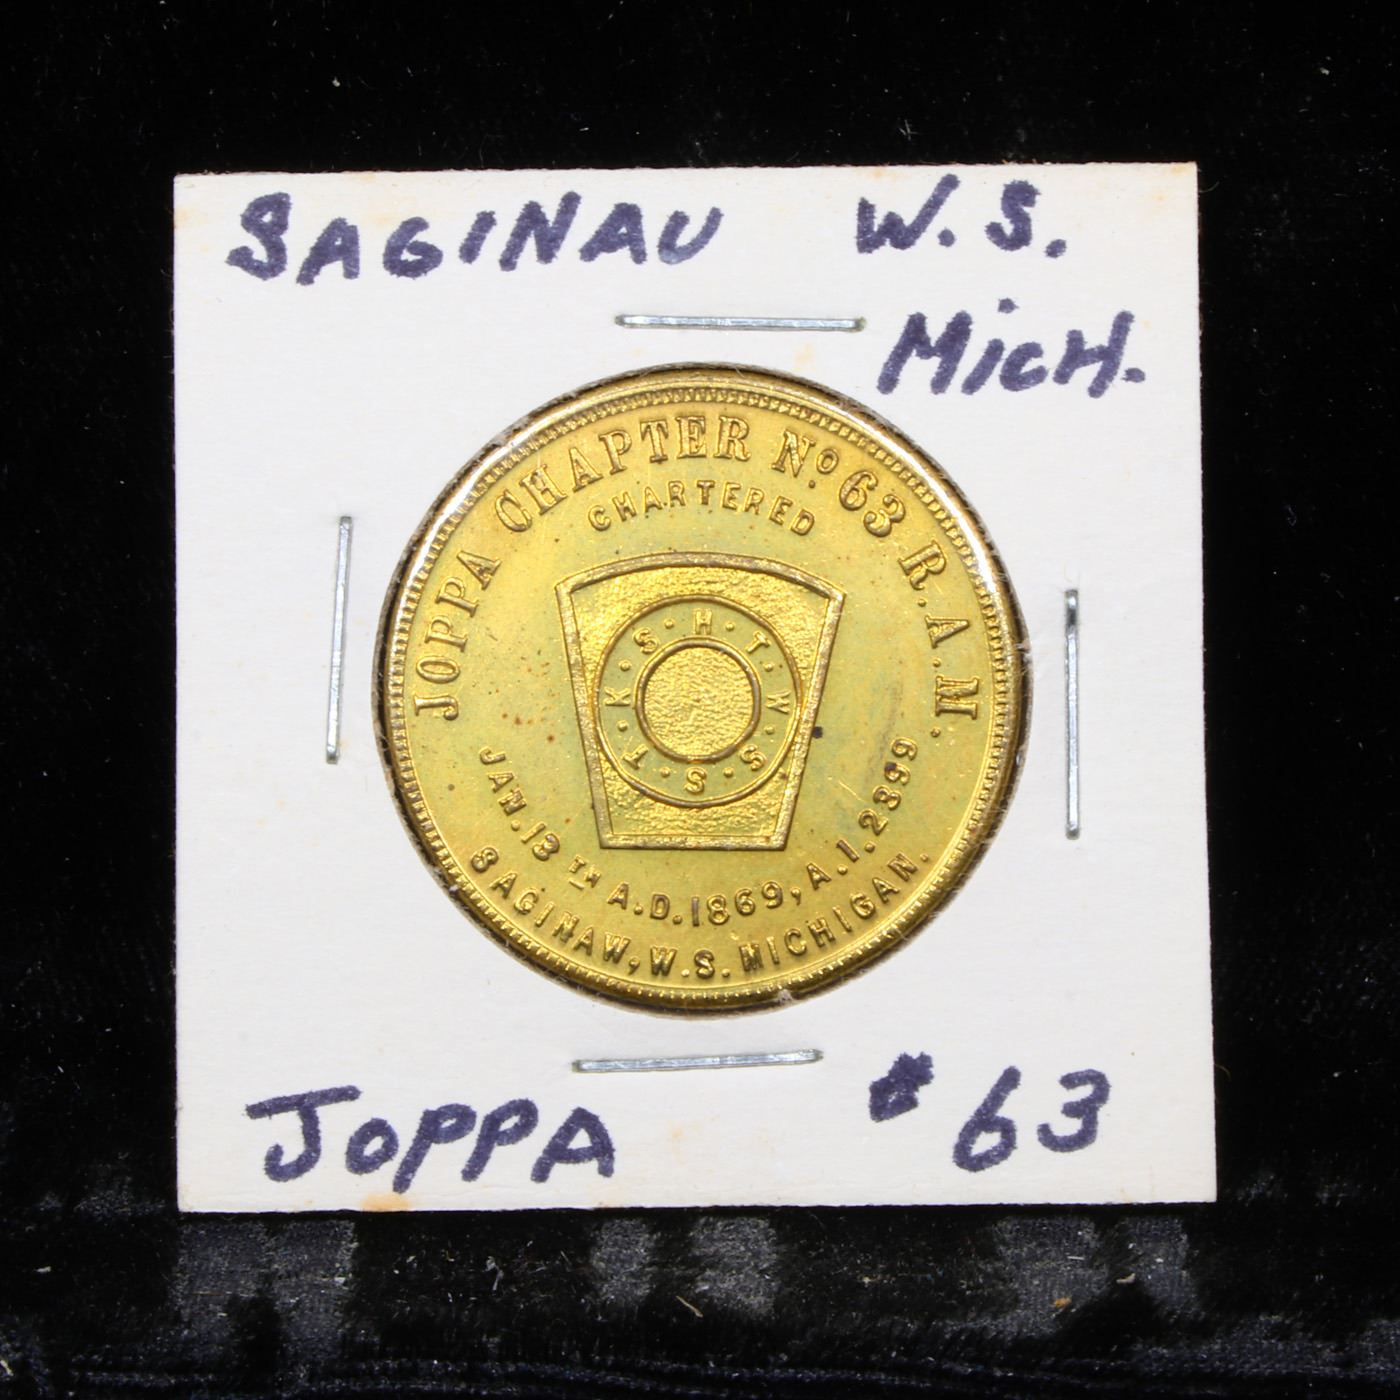 SAGINAU W. S.
MICH.
JOPPA CHAPTER No. 63 R.A.M.
CHARTERED
H·T·W·S·S·T·K·S·
JAN. 13TH A.D. 1869, A.I. 2399
SAGINAW, W.S. MICHIGAN.
JOPPA #63